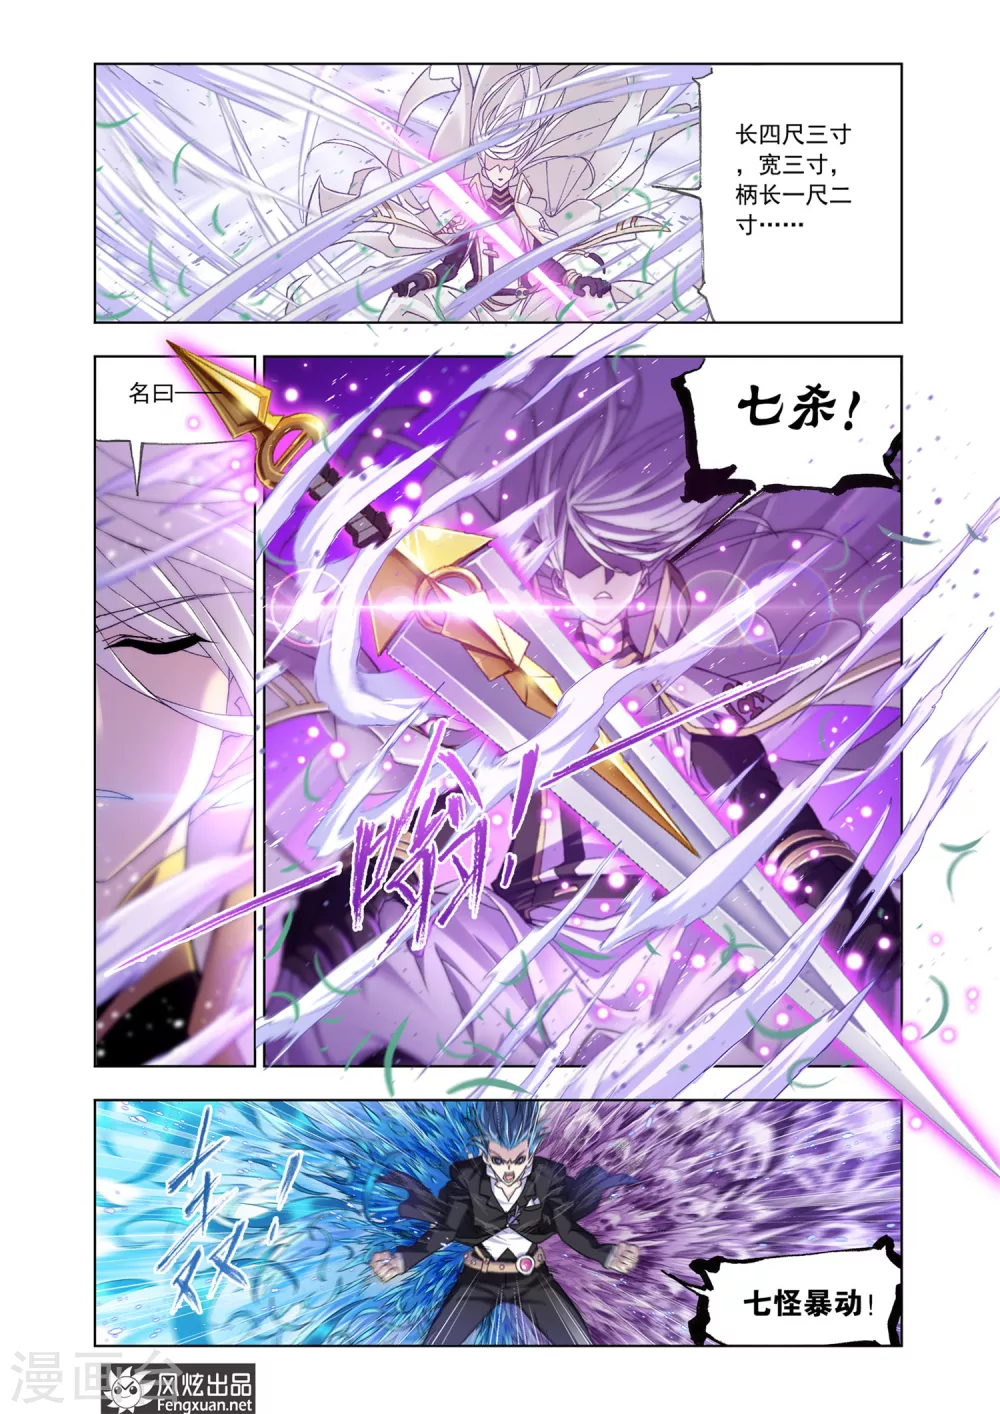 长四尺三寸
，宽三寸，
柄长一尺二
寸……
名曰——
七杀！
嗡！
轰！
七怪暴动！
漫画台
风炫出品
Fengxuan.net